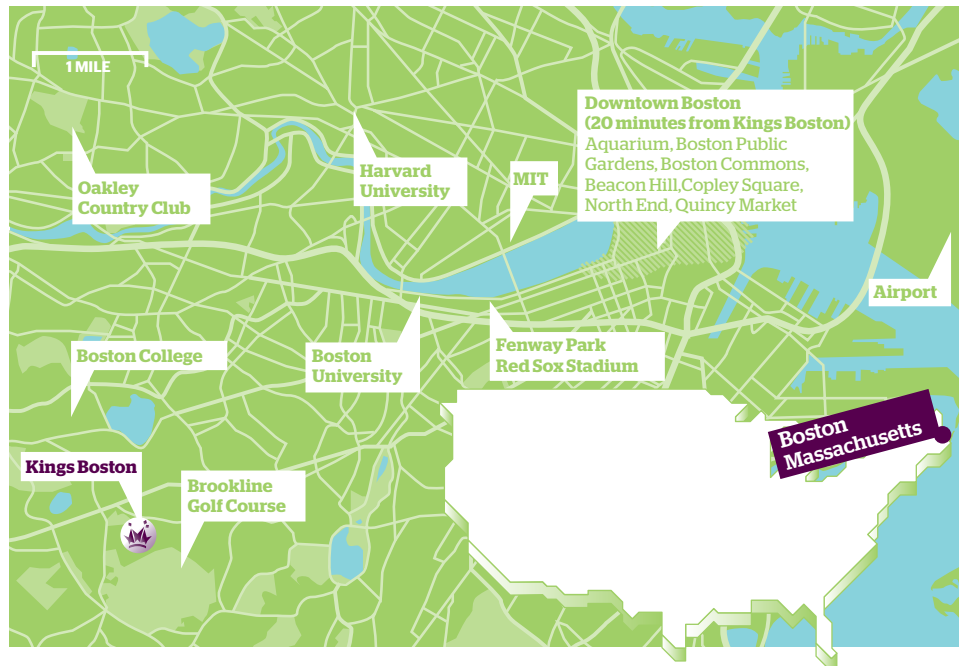 1 MILE
Downtown Boston
(20 minutes from Kings Boston)
Aquarium, Boston Public
Gardens, Boston Commons,
Beacon Hill,Copley Square,
North End, Quincy Market
Oakley
Country Club
Harvard
University
MIT
Airport
Boston College
Boston
University
Fenway Park
Red Sox Stadium
Boston
Massachusetts
Kings Boston
Brookline
Golf Course